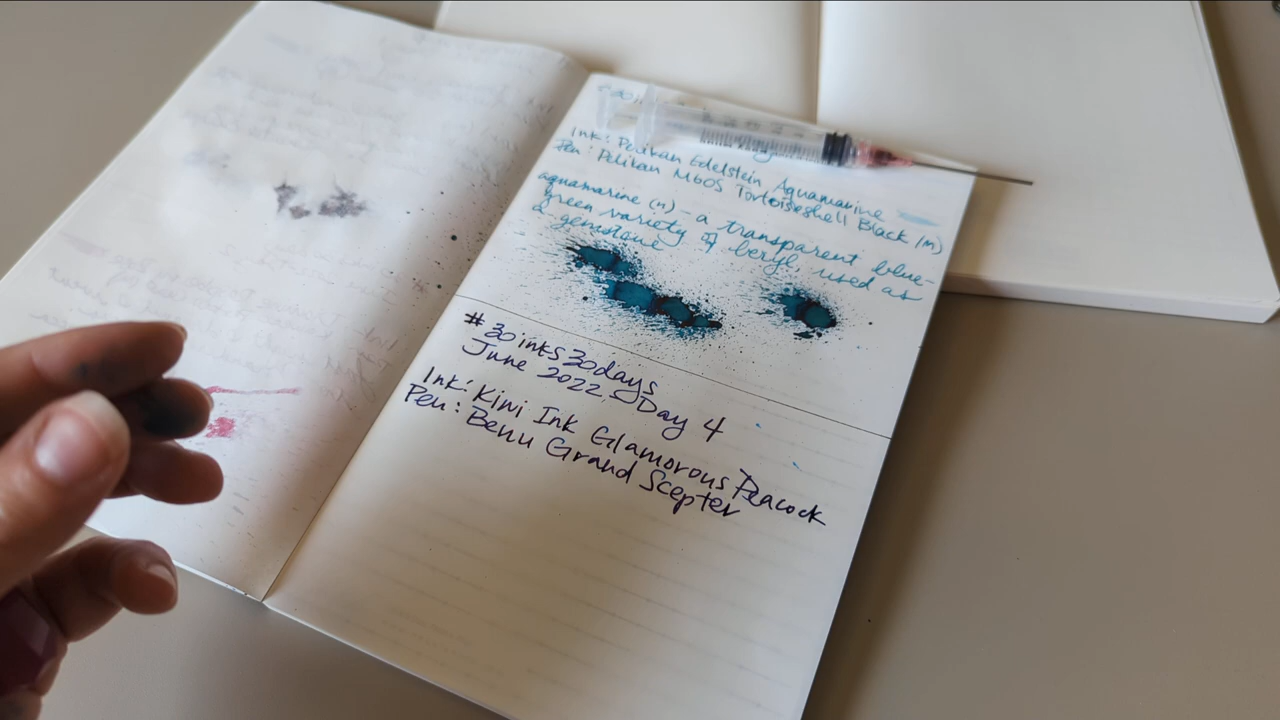 Ink: Pelikan Edelstein Aquamarine
Pen: Pelikan M605 Tortoiseshell Black (m)
aquamarine (n) - a transparent blue-
green variety of beryl, used as
a gemstone
#30inks30days
June 2022, Day 4
Ink: Kiwi Ink Glamorous Peacock
Pen: Benu Grand Scepter